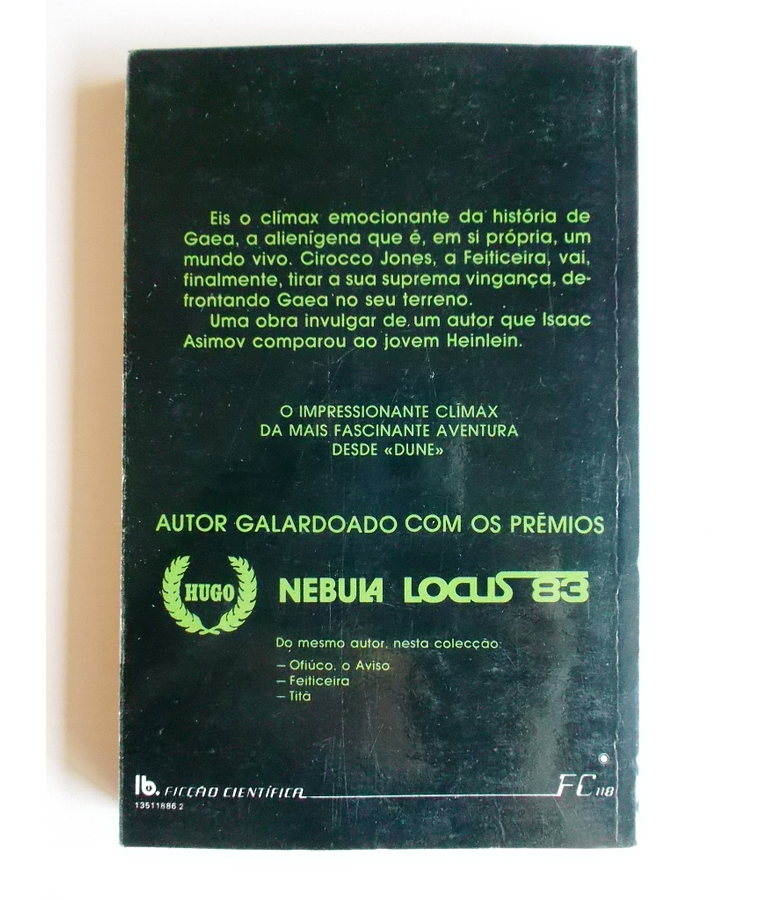 Eis o clímax emocionante da história de
Gaea, a alienígena que é, em si própria, um
mundo vivo. Cirocco Jones, a Feiticeira, vai,
finalmente, tirar a sua suprema vingança, de-
frontando Gaea no seu terreno.
Uma obra invulgar de um autor que Isaac
Asimov comparou ao jovem Heinlein.
O IMPRESSIONANTE CLÍMAX
DA MAIS FASCINANTE AVENTURA
DESDE «DUNE»
AUTOR GALARDOADO COM OS PRÉMIOS
HUGO NEBULA LOCUS 83
Do mesmo autor, nesta colecção:
— Ofiúco, o Aviso
— Feiticeira
— Titã
lb. FICÇÃO CIENTÍFICA FC 118
13511886 2